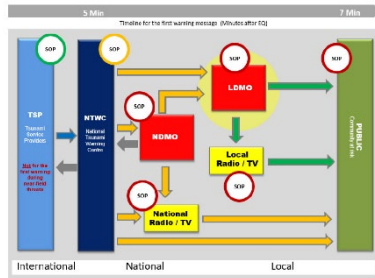 5 Min
? Min
Timeline for the first warning message (Minutes after EQ)
SOP
SOP
SOP
SOP
SOP
TSP
Tsunami
Service
Provider
Not for the
first warning
during
near-field
threats
NTWC
National
Tsunami
Warning
Centre
SOP
NDMO
LDMO
Local
Radio / TV
SOP
SOP
National
Radio / TV
PUBLIC
Community at risk
International
National
Local